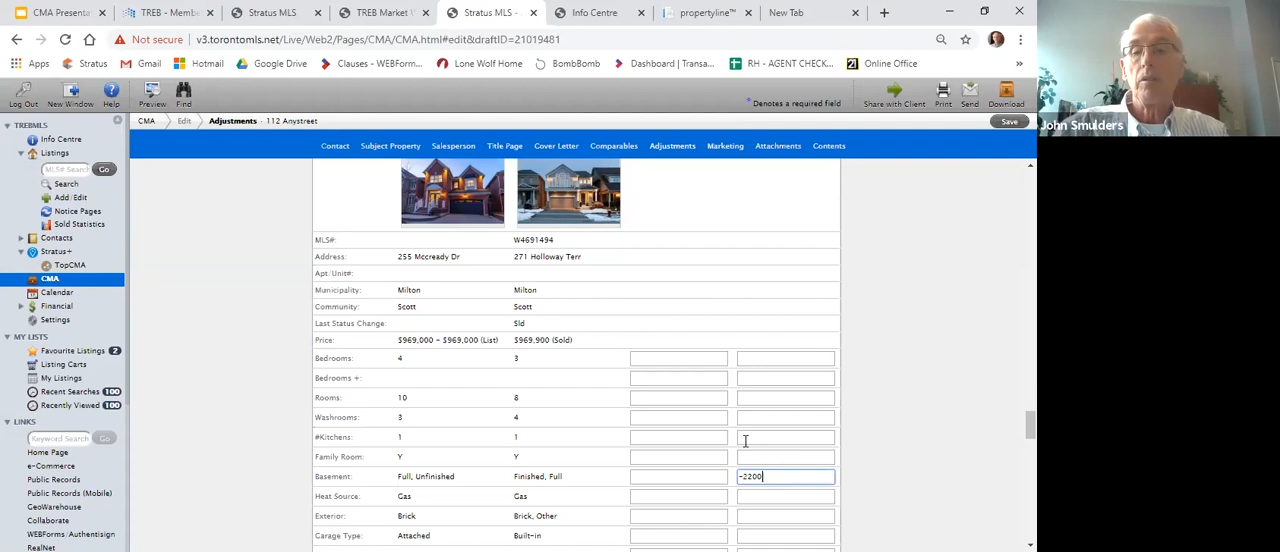 CMA Presentat
TREB - Membe
Stratus MLS
TREB Market W
Stratus MLS -
Info Centre
propertyline™
New Tab
Not secure
v3.torontomls.net/Live/Web2/Pages/CMA/CMA.html#edit&draftID=21019481
Apps
Stratus
Gmail
Hotmail
Google Drive
Clauses - WEBForm...
Lone Wolf Home
BombBomb
Dashboard | Transa...
RH - AGENT CHECK...
21 Online Office
»
Log Out
New Window
Help
Preview
Find
* Denotes a required field
Share with Client
Print
Send
Download
John Smulders
TREBMLS
CMA
Edit
Adjustments - 112 Anystreet
Save
Info Centre
Listings
MLS# Search
Go
Search
Add/Edit
Notice Pages
Sold Statistics
Contacts
Stratus+
TopCMA
CMA
Calendar
Financial
Settings
MY LISTS
Favourite Listings 2
Listing Carts
My Listings
Recent Searches 100
Recently Viewed 100
LINKS
Keyword Search
Go
Home Page
e-Commerce
Public Records
Public Records (Mobile)
GeoWarehouse
Collaborate
WEBForms/Authentisign
RealNet
Contact Subject Property Salesperson Title Page Cover Letter Comparables Adjustments Marketing Attachments Contents
MLS#: W4691494
Address: 255 Mccready Dr 271 Holloway Terr
Apt/Unit#:
Municipality: Milton Milton
Community: Scott Scott
Last Status Change: Sld
Price: $969,000 - $969,000 (List) $969,900 (Sold)
Bedrooms: 4 3
Bedrooms +:
Rooms: 10 8
Washrooms: 3 4
#Kitchens: 1 1
Family Room: Y Y
Basement: Full, Unfinished Finished, Full -2200
Heat Source: Gas Gas
Exterior: Brick Brick, Other
Garage Type: Attached Built-in